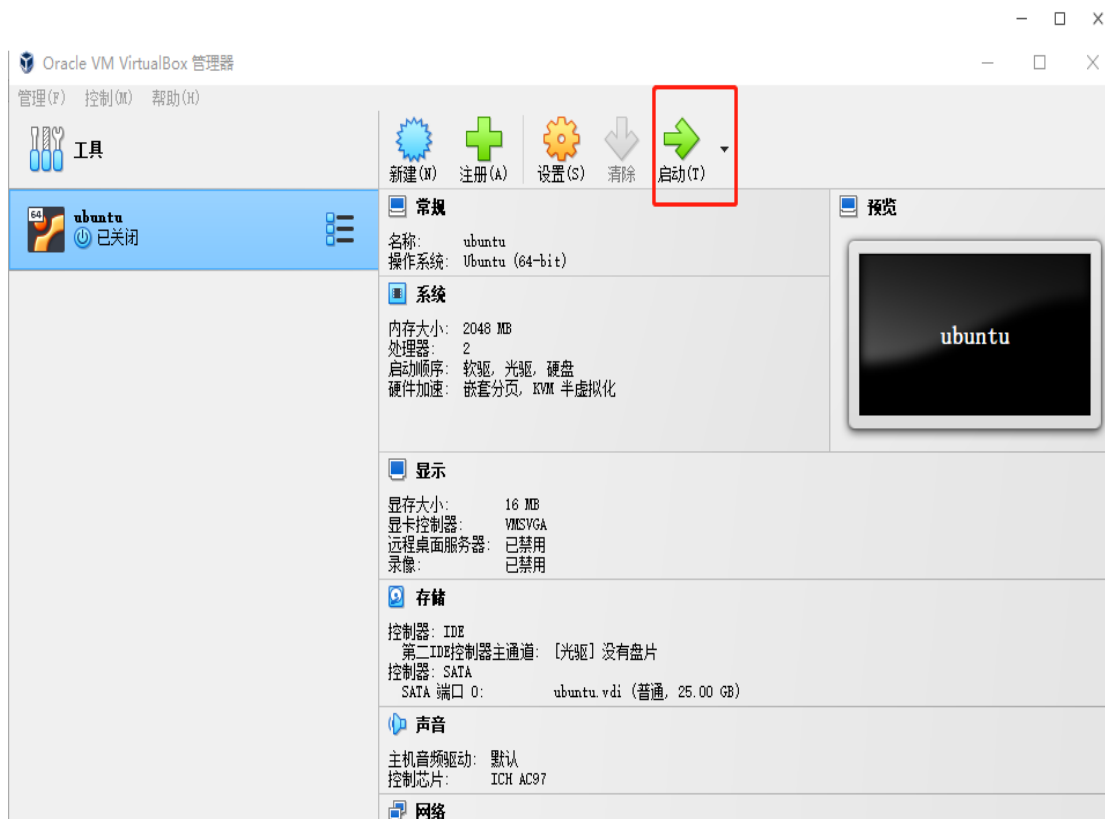 Oracle VM VirtualBox 管理器
管理(F) 控制(M) 帮助(H)
工具
新建(N) 注册(A) 设置(S) 清除 启动(T)
64
ubuntu
已关闭
常规
名称: ubuntu
操作系统: Ubuntu (64-bit)
系统
内存大小: 2048 MB
处理器: 2
启动顺序: 软驱, 光驱, 硬盘
硬件加速: 嵌套分页, KVM 半虚拟化
预览
ubuntu
显示
显存大小: 16 MB
显卡控制器: VMSVGA
远程桌面服务器: 已禁用
录像: 已禁用
存储
控制器: IDE
第二IDE控制器主通道: [光驱] 没有盘片
控制器: SATA
SATA 端口 0: ubuntu.vdi (普通, 25.00 GB)
声音
主机音频驱动: 默认
控制芯片: ICH AC97
网络